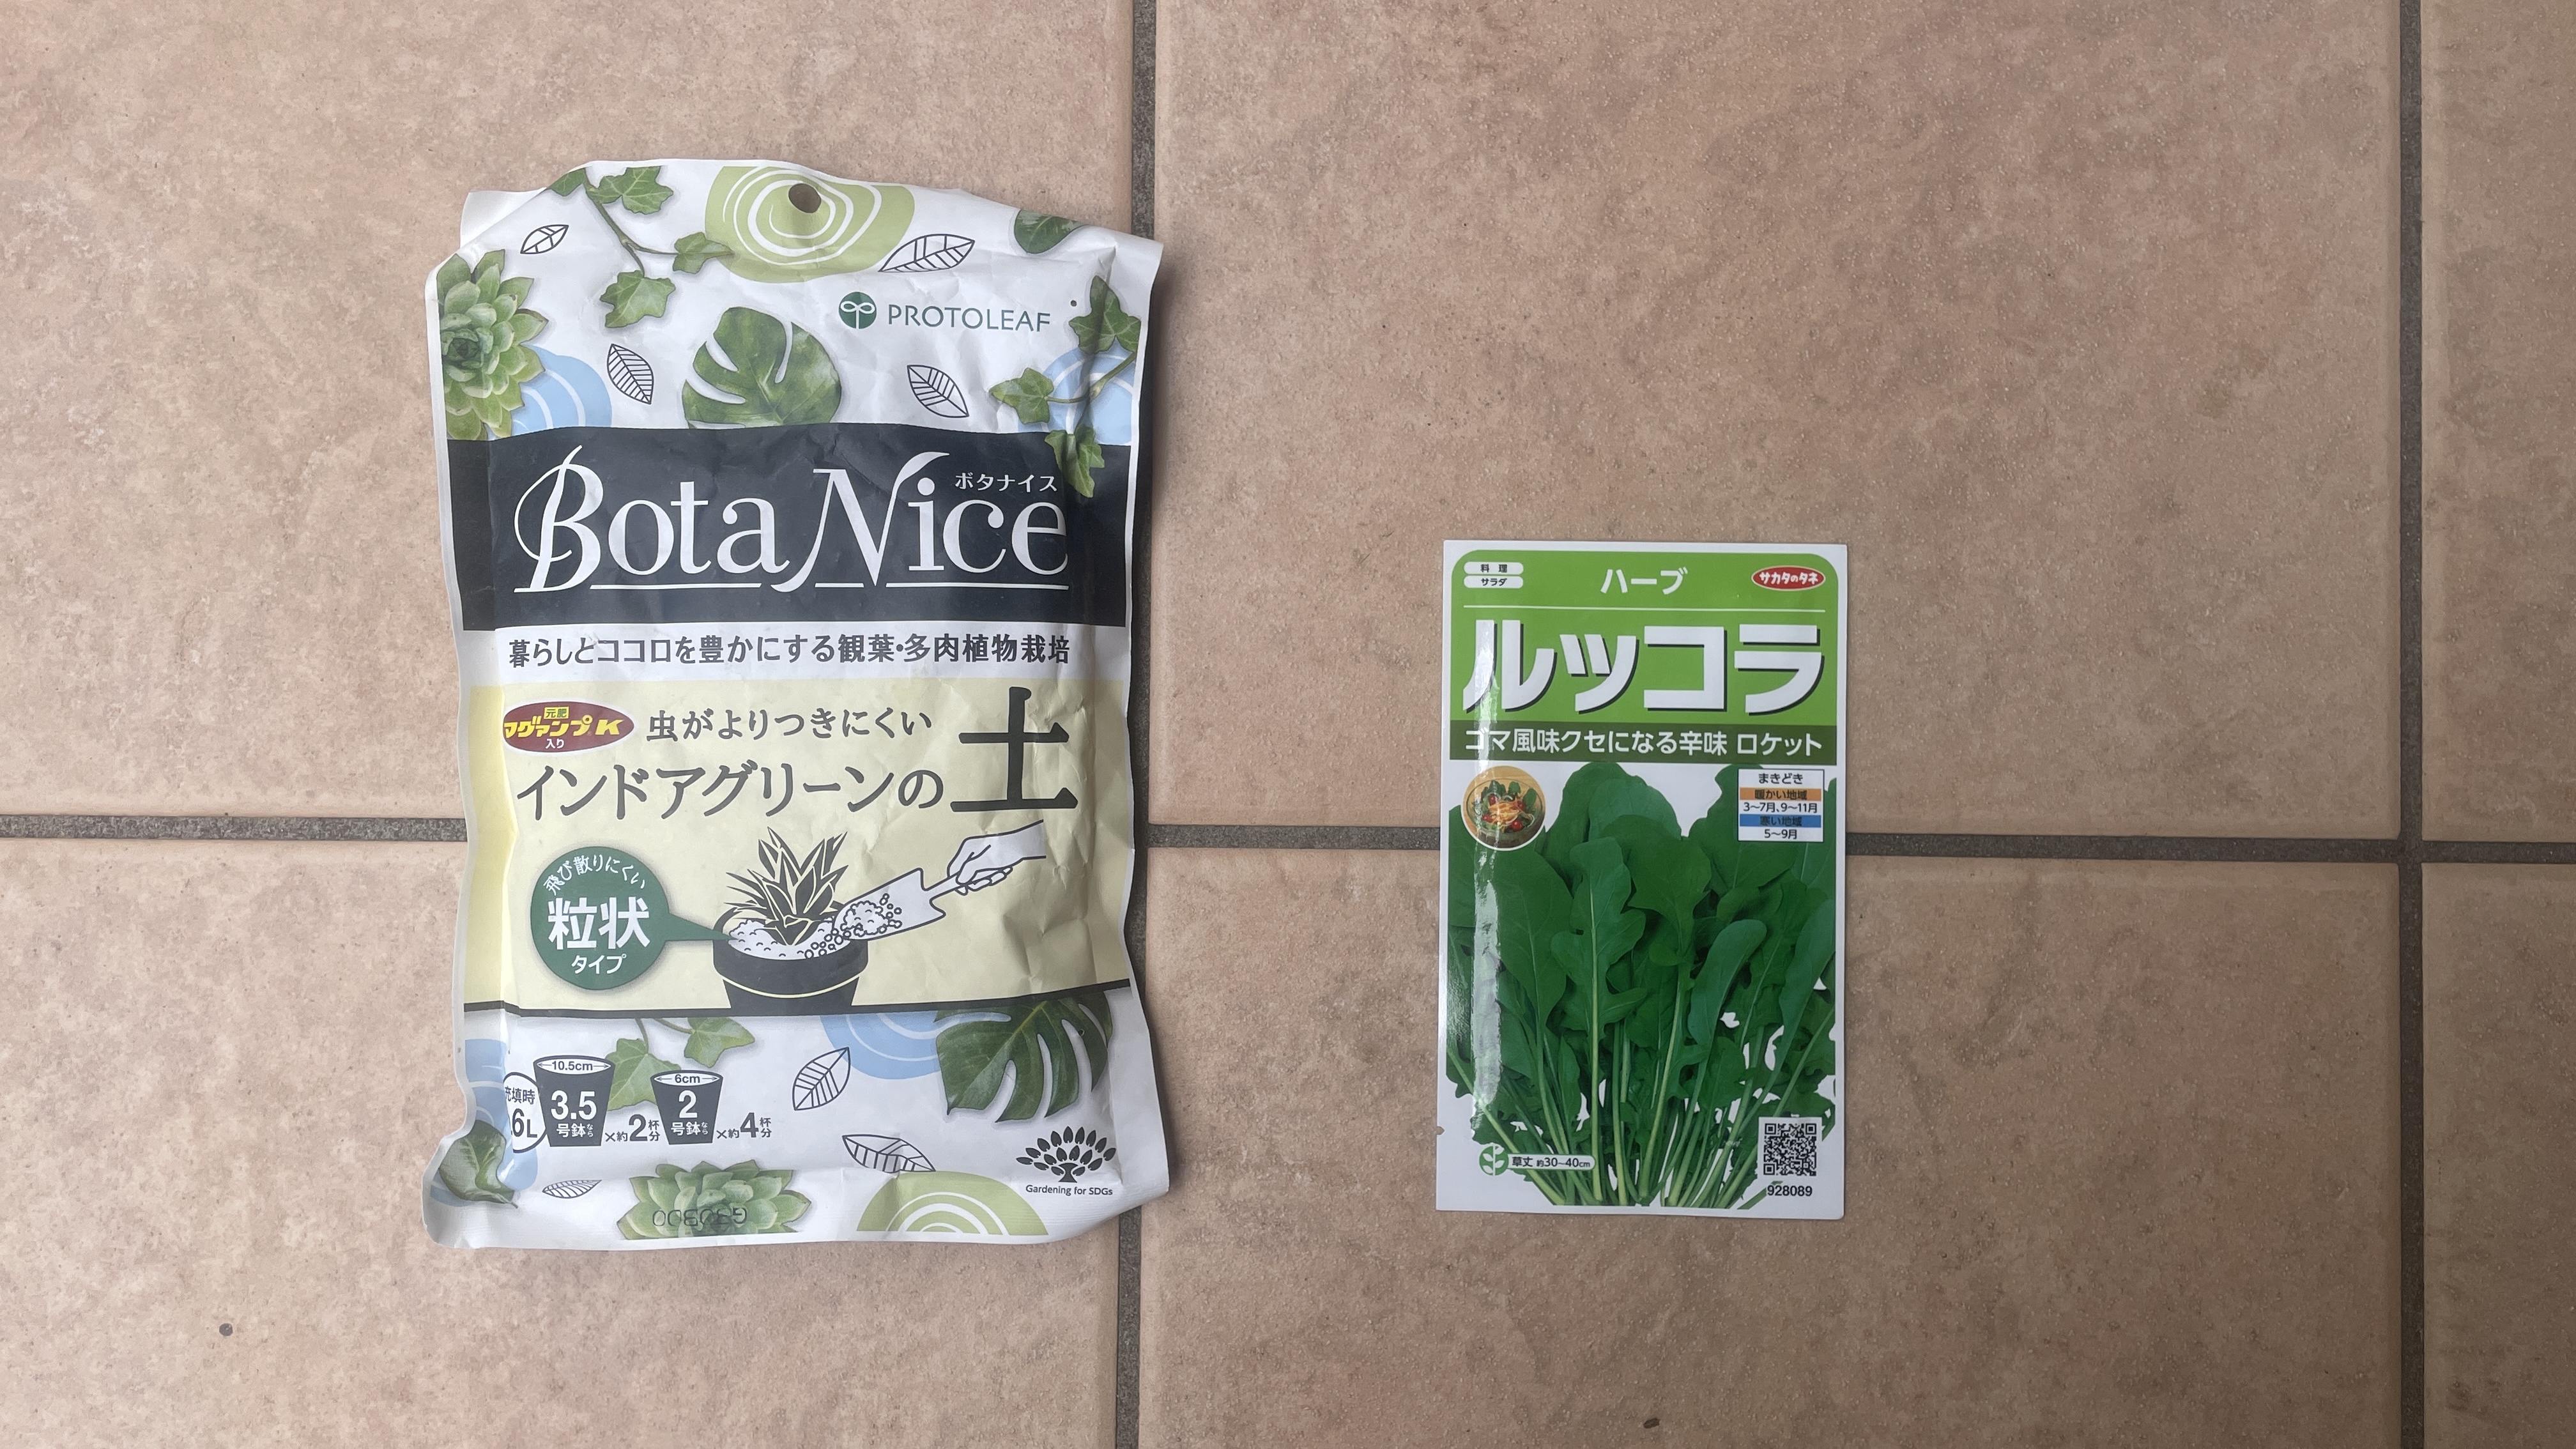 PROTOLEAF
ボタナイス
BotaNice
暮らしとココロを豊かにする観葉・多肉植物栽培
元肥
マグァンプK
入り
虫がよりつきにくい
インドアグリーンの土
飛び散りにくい
粒状
タイプ
充填時
6L
10.5cm
3.5
号鉢なら
×約2杯分
6cm
2
号鉢なら
×約4杯分
Gardening for SDGs
料理
サラダ
ハーブ
サカタのタネ
ルッコラ
ゴマ風味クセになる辛味 ロケット
まきどき
暖かい地域
3〜7月、9〜11月
寒い地域
5〜9月
草丈 約30〜40cm
928089